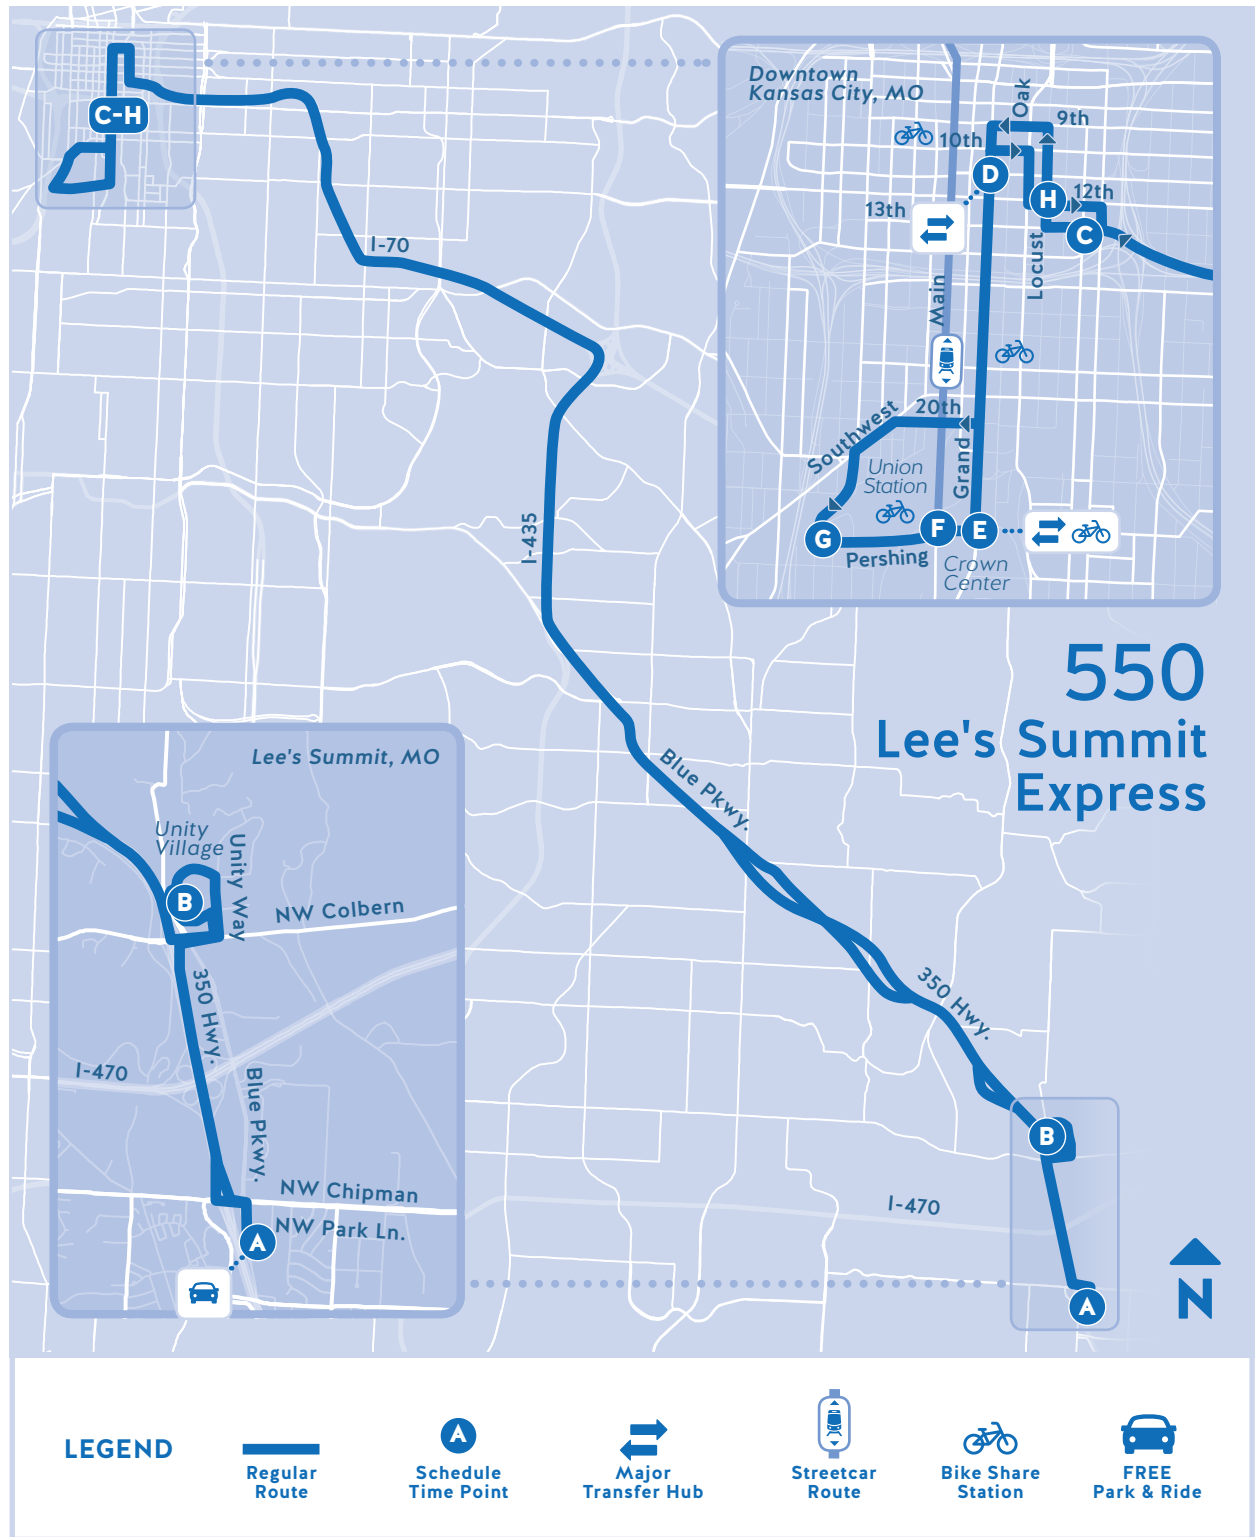 C-H
Downtown
Kansas City, MO
Oak
9th
10th
D
H
12th
13th
C
Locust
Main
20th
Southwest
Union
Station
Grand
G
F
E
Pershing
Crown
Center
I-70
I-435
550
Lee's Summit
Express
Blue Pkwy.
350 Hwy.
B
I-470
A
N
Lee's Summit, MO
Unity
Village
Unity Way
B
NW Colbern
350 Hwy.
I-470
Blue Pkwy.
NW Chipman
NW Park Ln.
A
LEGEND
Regular
Route
A
Schedule
Time Point
Major
Transfer Hub
Streetcar
Route
Bike Share
Station
FREE
Park & Ride